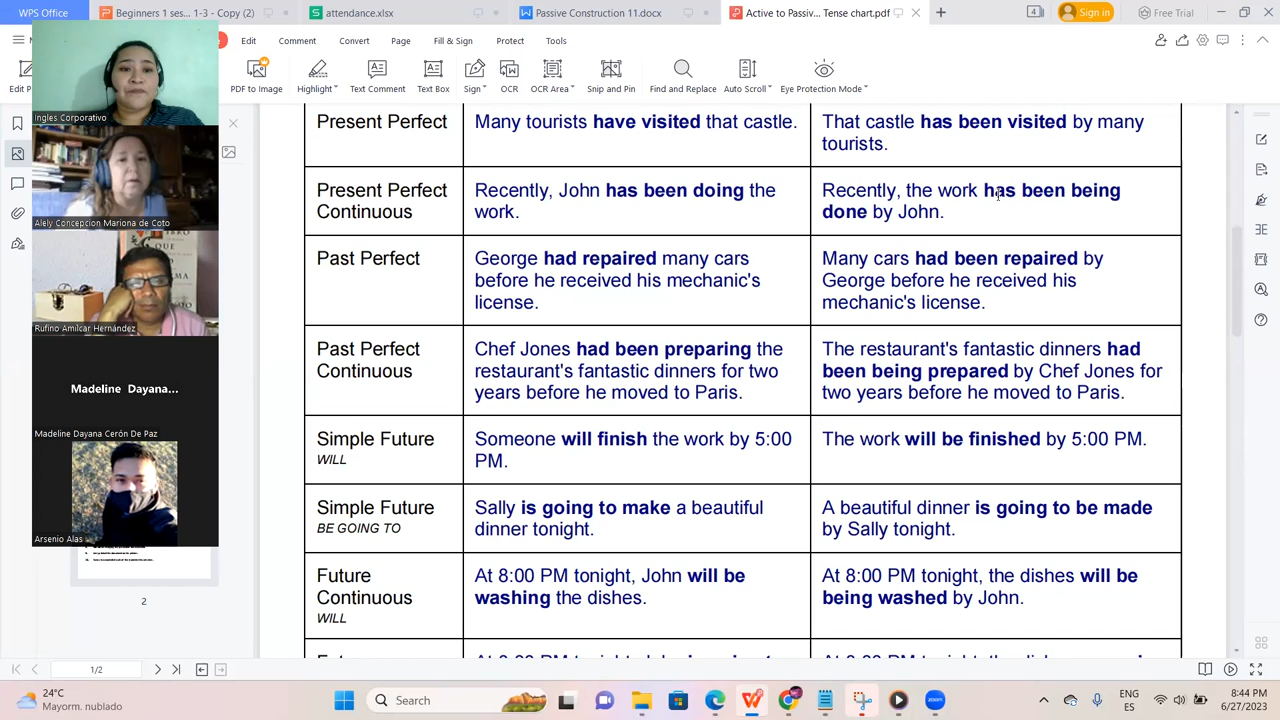 WPS Office
Begginers 1-1 - Copy (2)
attendance.xlsx
Passive Construction 11.docx
Active to Passiv... Tense chart.pdf
Sign in
Free Trial
Edit
Comment
Convert
Page
Fill & Sign
Protect
Tools
PDF to Image
Highlight
Text Comment
Text Box
Sign
OCR
OCR Area
Snip and Pin
Find and Replace
Auto Scroll
Eye Protection Mode
Ingles Corporativo
Alely Concepcion Mariona de Coto
Rufino Amilcar Hernández
Madeline Dayana...
Madeline Dayana Cerón De Paz
Arsenio Alas
2
Present Perfect
Many tourists have visited that castle.
That castle has been visited by many
tourists.
Present Perfect
Continuous
Recently, John has been doing the
work.
Recently, the work has been being
done by John.
Past Perfect
George had repaired many cars
before he received his mechanic's
license.
Many cars had been repaired by
George before he received his
mechanic's license.
Past Perfect
Continuous
Chef Jones had been preparing the
restaurant's fantastic dinners for two
years before he moved to Paris.
The restaurant's fantastic dinners had
been being prepared by Chef Jones for
two years before he moved to Paris.
Simple Future
WILL
Someone will finish the work by 5:00
PM.
The work will be finished by 5:00 PM.
Simple Future
BE GOING TO
Sally is going to make a beautiful
dinner tonight.
A beautiful dinner is going to be made
by Sally tonight.
Future
Continuous
WILL
At 8:00 PM tonight, John will be
washing the dishes.
At 8:00 PM tonight, the dishes will be
being washed by John.
1/2
24°C
Mayorm. nublado
Search
ENG
ES
8:44 PM
6/27/2023